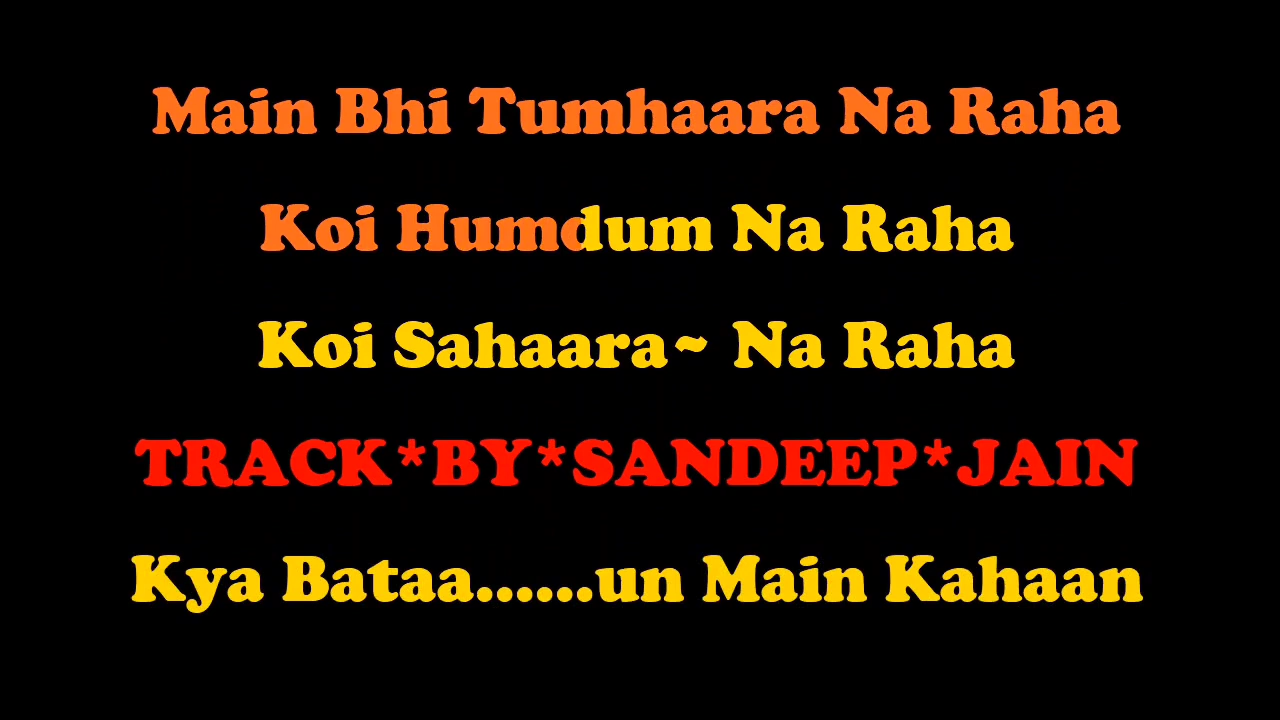 Main Bhi Tumhaara Na Raha
Koi Humdum Na Raha
Koi Sahaara~ Na Raha
TRACK*BY*SANDEEP*JAIN
Kya Bataa......un Main Kahaan